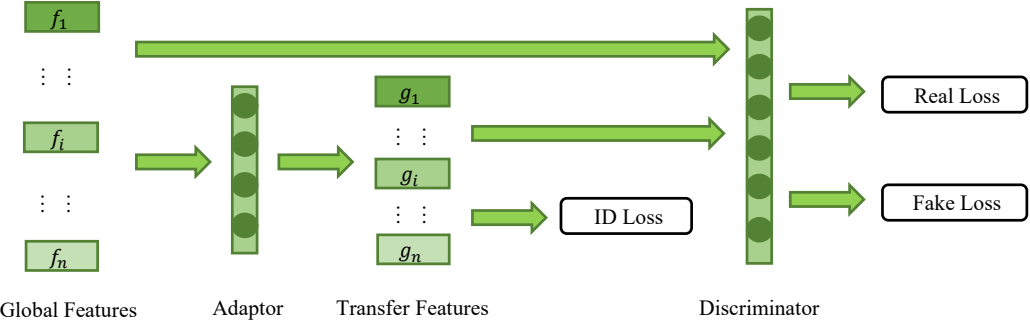 f₁
⋮ ⋮
fᵢ
⋮ ⋮
fₙ
g₁
⋮ ⋮
gᵢ
⋮ ⋮
gₙ
ID Loss
Real Loss
Fake Loss
Global Features
Adaptor
Transfer Features
Discriminator